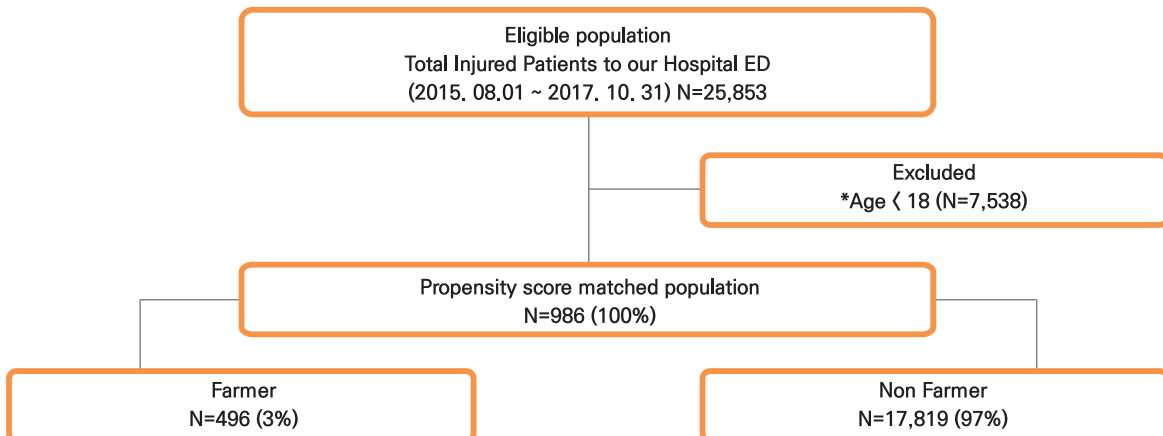 Eligible population
Total Injured Patients to our Hospital ED
(2015. 08.01 ~ 2017. 10. 31) N=25,853
Excluded
*Age < 18 (N=7,538)
Propensity score matched population
N=986 (100%)
Farmer
N=496 (3%)
Non Farmer
N=17,819 (97%)